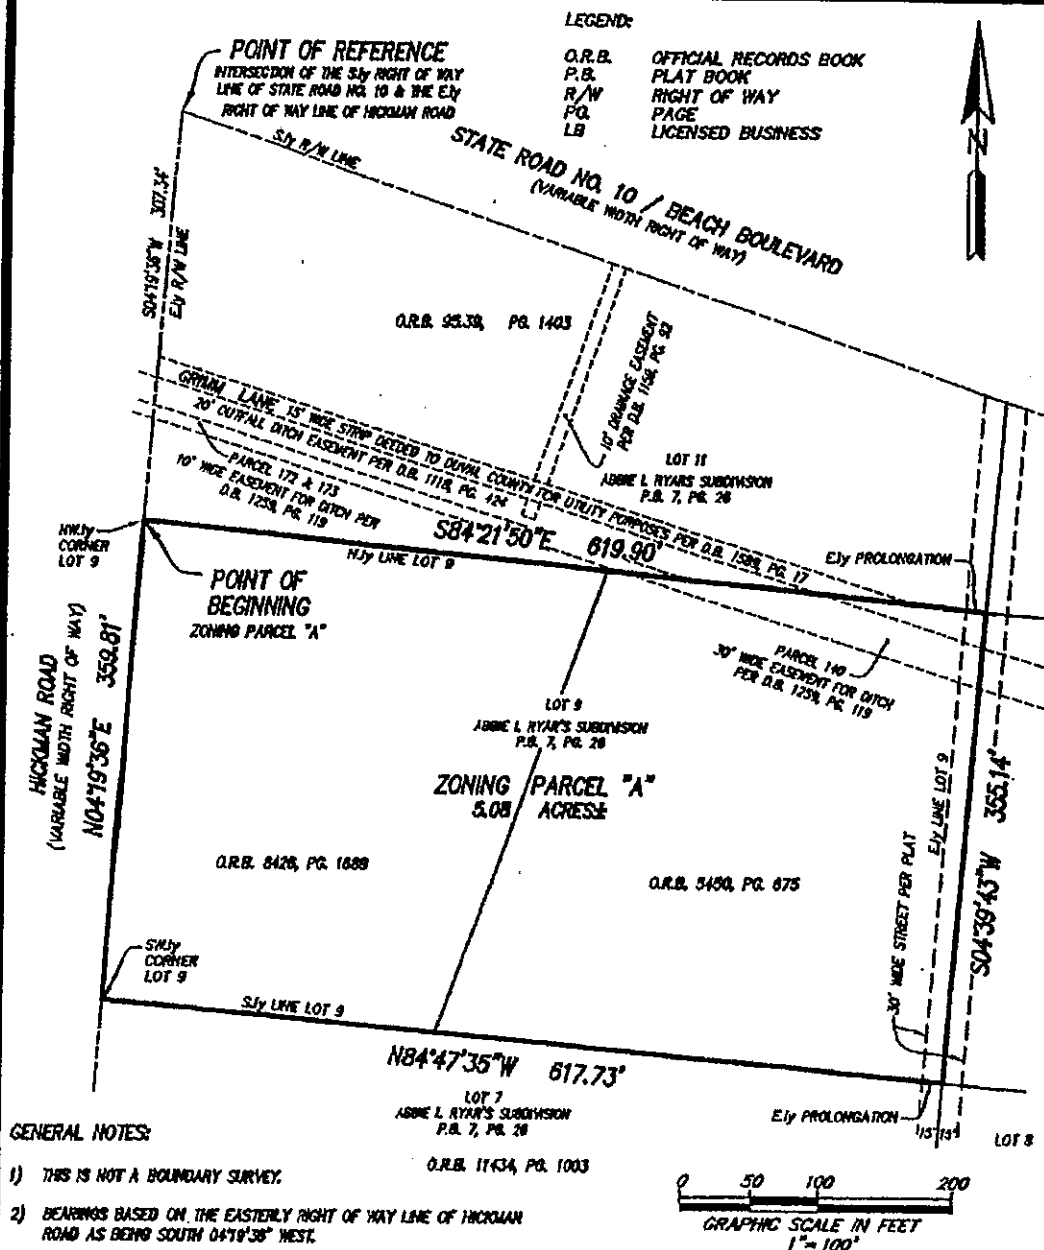 LEGEND:
O.R.B. OFFICIAL RECORDS BOOK
P.B. PLAT BOOK
R/W RIGHT OF WAY
PG. PAGE
LB LICENSED BUSINESS
N
POINT OF REFERENCE
INTERSECTION OF THE S.ly RIGHT OF WAY
LINE OF STATE ROAD NO. 10 & THE E.ly
RIGHT OF WAY LINE OF HICKMAN ROAD
S.ly R/W LINE
STATE ROAD NO. 10 / BEACH BOULEVARD
(VARIABLE WIDTH RIGHT OF WAY)
S04°19'36"W 307.34'
E.ly R/W LINE
O.R.B. 9539, PG. 1403
10' DRAINAGE EASEMENT
PER D.B. 1156, PG. 92
LOT 11
ABBIE I. RYARS SUBDIVISION
P.B. 7, PG. 26
GRIMM LANE 15' WIDE STRIP DEEDED TO DUVAL COUNTY FOR UTILITY PURPOSES PER D.B. 1589, PG. 17
20' OUTFALL DITCH EASEMENT PER D.B. 1118, PG. 424
PARCEL 172 & 173
10' WIDE EASEMENT FOR DITCH PER
D.B. 1259, PG. 119
S84°21'50"E 619.90'
N.ly LINE LOT 9
E.ly PROLONGATION
NW.ly
CORNER
LOT 9
POINT OF
BEGINNING
ZONING PARCEL "A"
HICKMAN ROAD
(VARIABLE WIDTH RIGHT OF WAY)
N04°19'36"E 359.81'
PARCEL 140
30' WIDE EASEMENT FOR DITCH
PER D.B. 1259, PG. 119
LOT 9
ABBIE I. RYAR'S SUBDIVISION
P.B. 7, PG. 26
ZONING PARCEL "A"
5.08 ACRES±
O.R.B. 8426, PG. 1689
O.R.B. 5450, PG. 675
E.ly LINE LOT 9
S04°39'43"W 355.14'
30' WIDE STREET PER PLAT
SW.ly
CORNER
LOT 9
S.ly LINE LOT 9
N84°47'35"W 617.73'
LOT 7
ABBIE I. RYAR'S SUBDIVISION
P.B. 7, PG. 26
O.R.B. 11434, PG. 1003
E.ly PROLONGATION
15' 15'
LOT 8
GENERAL NOTES:
1) THIS IS NOT A BOUNDARY SURVEY.
2) BEARINGS BASED ON THE EASTERLY RIGHT OF WAY LINE OF HICKMAN
ROAD AS BEING SOUTH 04°19'36" WEST.
0 50 100 200
GRAPHIC SCALE IN FEET
1"= 100'